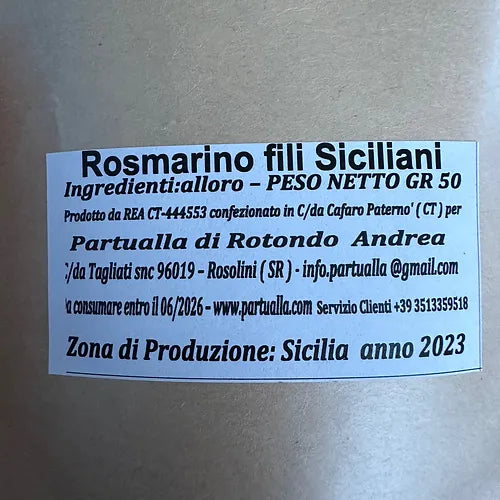 Rosmarino fili Siciliani
Ingredienti:alloro – PESO NETTO GR 50
Prodotto da REA CT-444553 confezionato in C/da Cafaro Paterno' ( CT ) per
Partualla di Rotondo Andrea
C/da Tagliati snc 96019 – Rosolini ( SR ) - info.partualla @gmail.com
a consumare entro il 06/2026 – www.partualla.com Servizio Clienti +39 3513359518
Zona di Produzione: Sicilia anno 2023